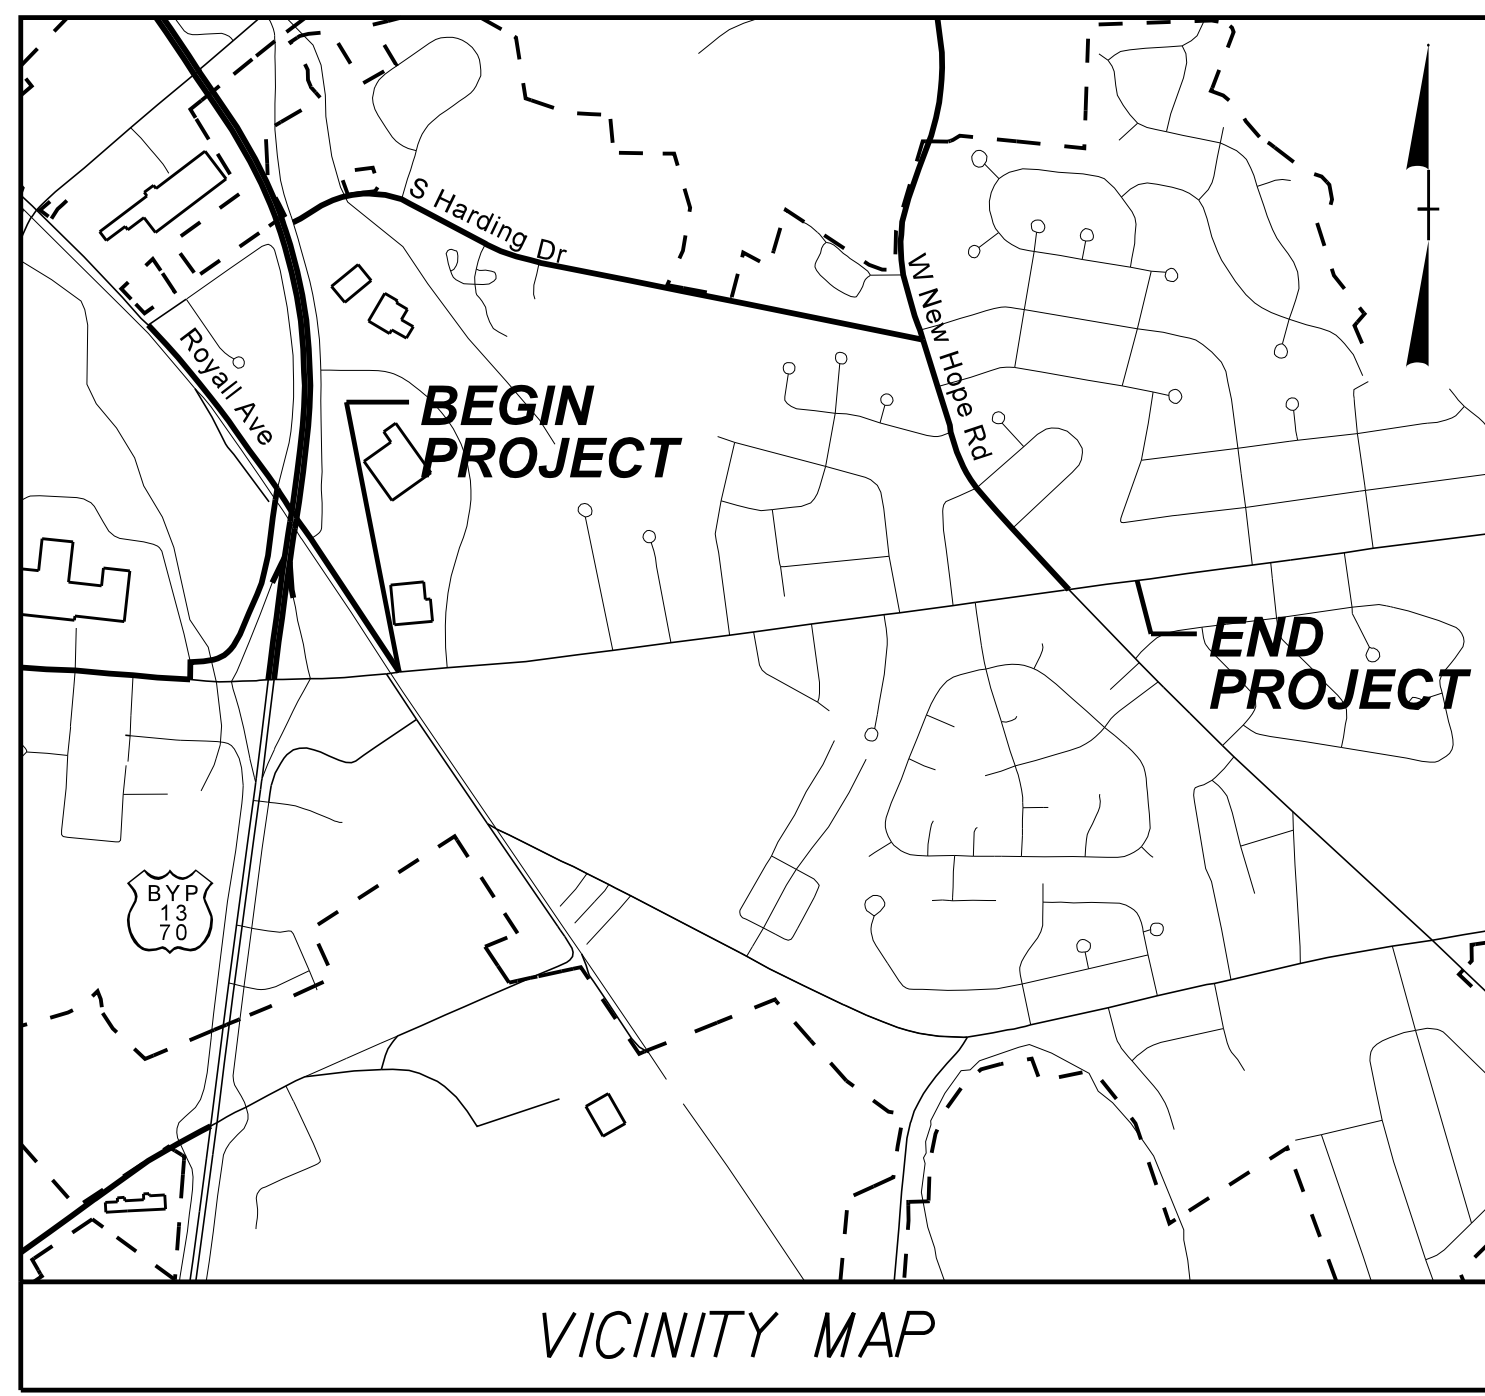 S Harding Dr
W New Hope Rd
Royall Ave
BEGIN
PROJECT
END
PROJECT
BYP
13
70
VICINITY MAP